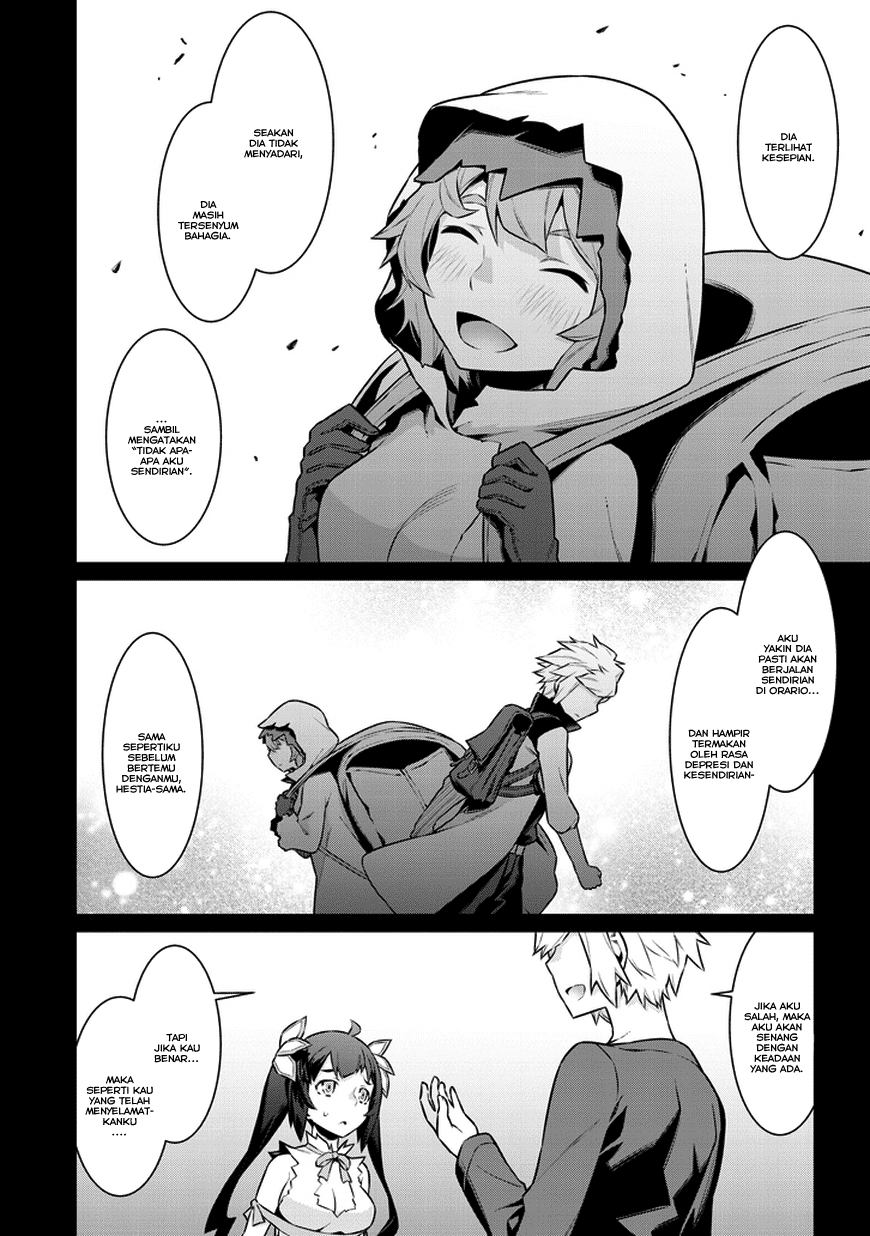 DIA
TERLIHAT
KESEPIAN.
SEAKAN
DIA TIDAK
MENYADARI,
DIA
MASIH
TERSENYUM
BAHAGIA.
...
SAMBIL
MENGATAKAN
"TIDAK APA-
APA AKU
SENDIRIAN".
AKU
YAKIN DIA
PASTI AKAN
BERJALAN
SENDIRIAN
DI ORARIO...
DAN HAMPIR
TERMAKAN
OLEH RASA
DEPRESI DAN
KESENDIRIAN-
SAMA
SEPERTIKU
SEBELUM
BERTEMU
DENGANMU,
HESTIA-SAMA.
JIKA AKU
SALAH, MAKA
AKU AKAN
SENANG
DENGAN
KEADAAN
YANG ADA.
TAPI
JIKA KAU
BENAR...
MAKA
SEPERTI KAU
YANG TELAH
MENYELAMAT-
KANKU
....